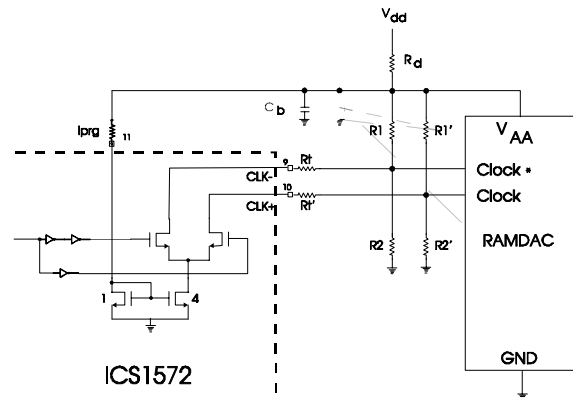 Vdd
Rd
Cb
Iprg
11
R1
R1'
VAA
9
Rt
CLK-
Clock *
10
CLK+
Rt'
Clock
RAMDAC
R2
R2'
1
4
GND
ICS1572